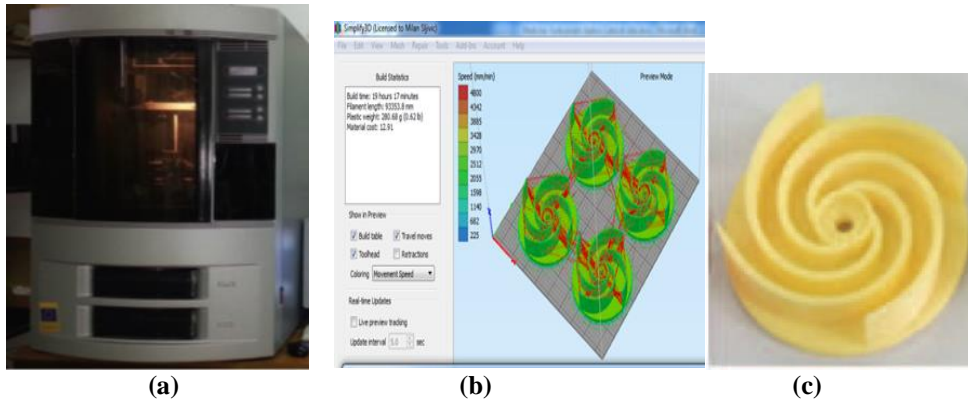 Simplify3D (Licensed to Milan Sljivic)
File Edit View Mesh Repair Tools Add-Ins Account Help
Build Statistics
Build time: 19 hours 17 minutes
Filament length: 93353.8 mm
Plastic weight: 280.68 g (0.62 lb)
Material cost: 12.91
Show in Preview
Build table Travel moves
Toolhead Retractions
Coloring Movement Speed
Real-time Updates
Live preview tracking
Update interval 5.0 sec
Speed (mm/min)
4800
4342
3885
3428
2970
2512
2055
1598
1140
682
225
Preview Mode
(a) (b) (c)